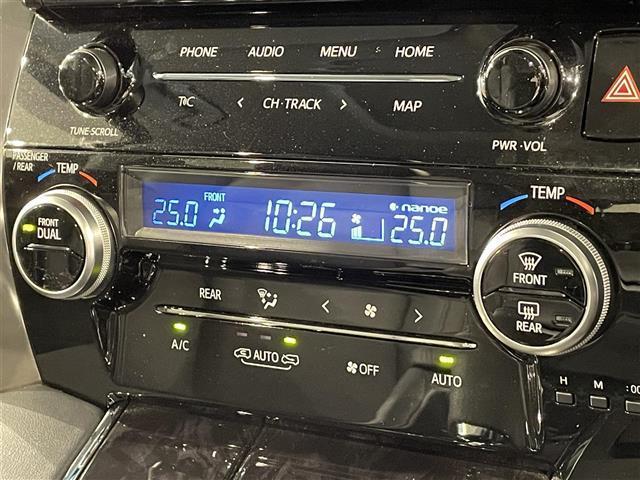 PHONE AUDIO MENU HOME
T@C < CH·TRACK > MAP
TUNE·SCROLL
PWR·VOL
PASSENGER
/REAR TEMP
TEMP
FRONT
DUAL
25.0 FRONT 10:26 nanoe 25.0
FRONT
REAR
REAR < >
A/C AUTO OFF AUTO
H M :00